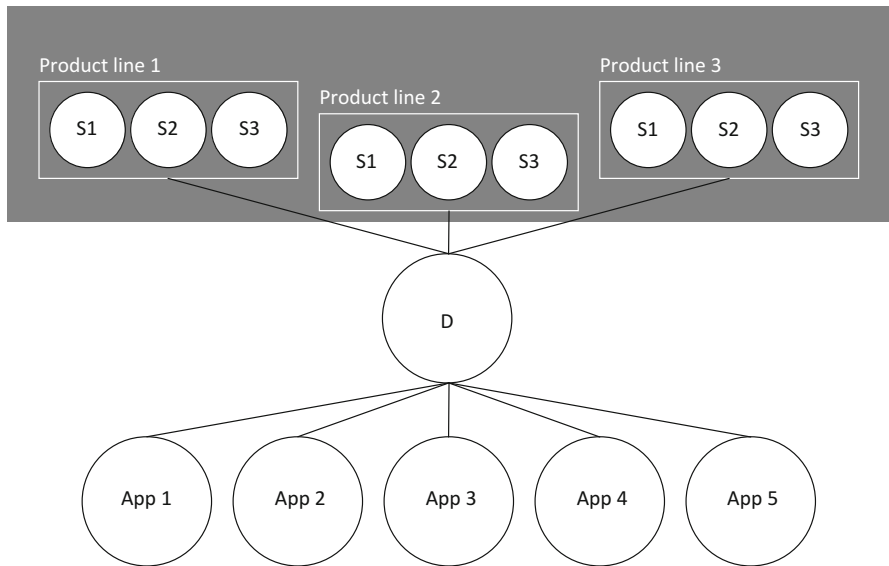 Product line 1
S1 S2 S3
Product line 2
S1 S2 S3
Product line 3
S1 S2 S3
D
App 1 App 2 App 3 App 4 App 5